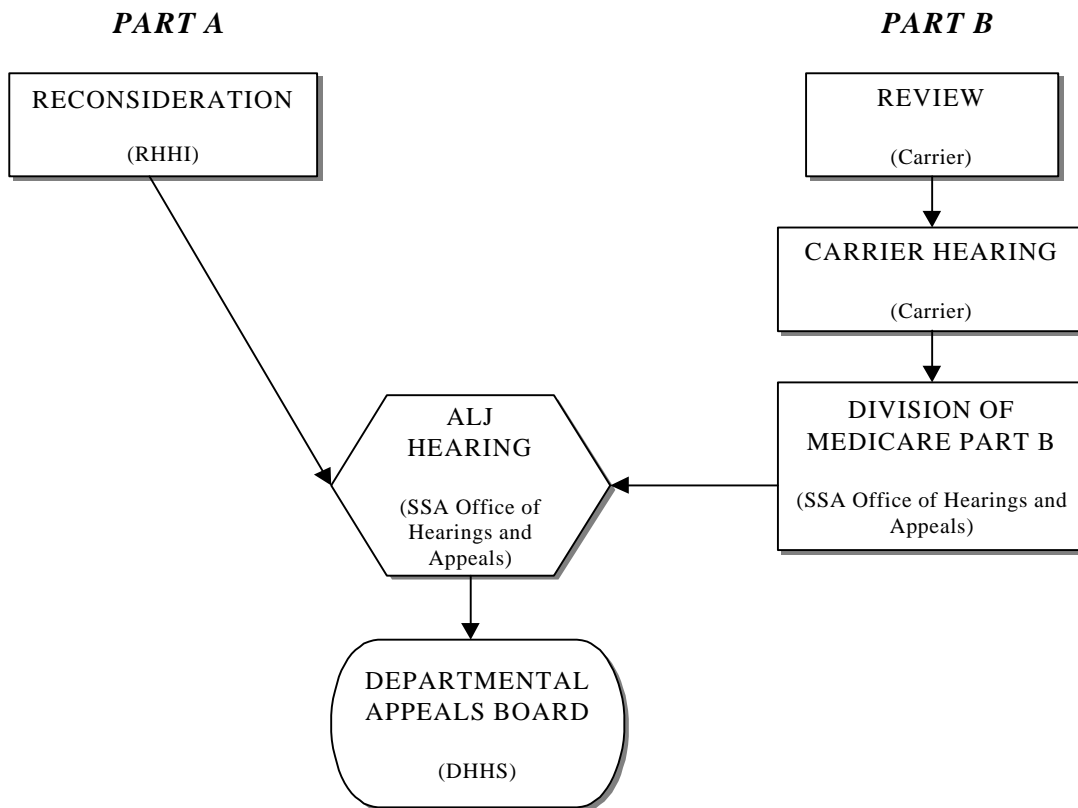 PART A
PART B
RECONSIDERATION
(RHHI)
REVIEW
(Carrier)
CARRIER HEARING
(Carrier)
DIVISION OF
MEDICARE PART B
(SSA Office of Hearings and
Appeals)
ALJ
HEARING
(SSA Office of
Hearings and
Appeals)
DEPARTMENTAL
APPEALS BOARD
(DHHS)